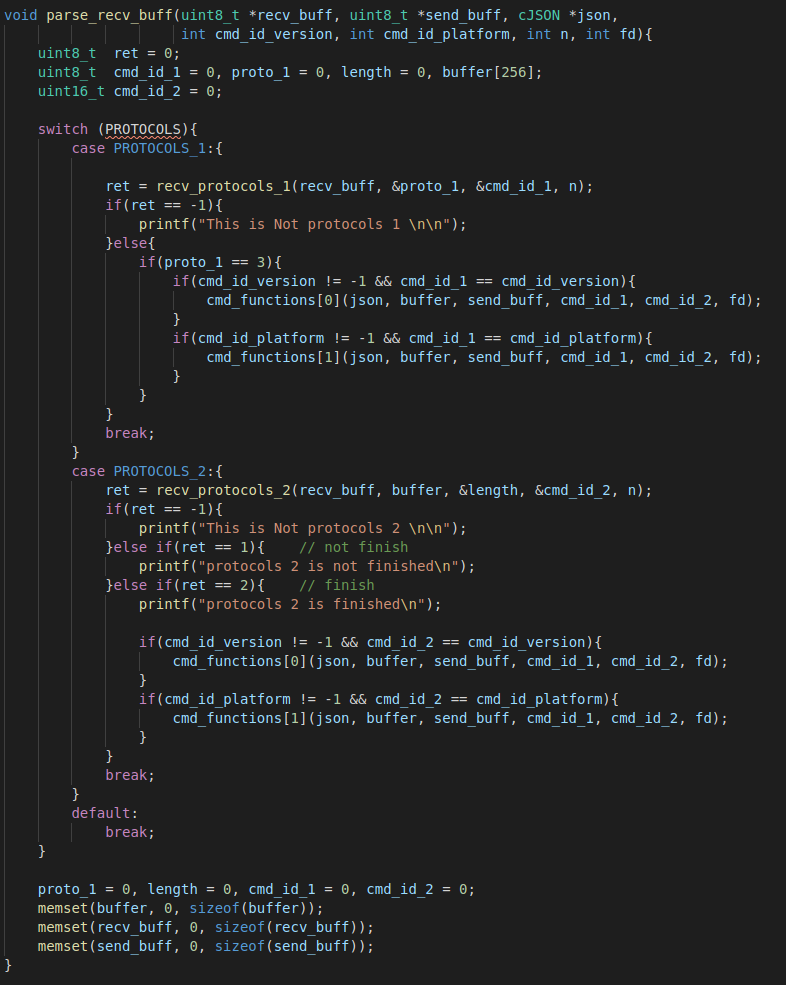 void parse_recv_buff(uint8_t *recv_buff, uint8_t *send_buff, cJSON *json,
                     int cmd_id_version, int cmd_id_platform, int n, int fd){
    uint8_t  ret = 0;
    uint8_t  cmd_id_1 = 0, proto_1 = 0, length = 0, buffer[256];
    uint16_t cmd_id_2 = 0;

    switch (PROTOCOLS){
        case PROTOCOLS_1:{

            ret = recv_protocols_1(recv_buff, &proto_1, &cmd_id_1, n);
            if(ret == -1){
                printf("This is Not protocols 1 \n\n");
            }else{
                if(proto_1 == 3){
                    if(cmd_id_version != -1 && cmd_id_1 == cmd_id_version){
                        cmd_functions[0](json, buffer, send_buff, cmd_id_1, cmd_id_2, fd);
                    }
                    if(cmd_id_platform != -1 && cmd_id_1 == cmd_id_platform){
                        cmd_functions[1](json, buffer, send_buff, cmd_id_1, cmd_id_2, fd);
                    }
                }
            }
            break;
        }
        case PROTOCOLS_2:{
            ret = recv_protocols_2(recv_buff, buffer, &length, &cmd_id_2, n);
            if(ret == -1){
                printf("This is Not protocols 2 \n\n");
            }else if(ret == 1){    // not finish
                printf("protocols 2 is not finished\n");
            }else if(ret == 2){    // finish
                printf("protocols 2 is finished\n");

                if(cmd_id_version != -1 && cmd_id_2 == cmd_id_version){
                    cmd_functions[0](json, buffer, send_buff, cmd_id_1, cmd_id_2, fd);
                }
                if(cmd_id_platform != -1 && cmd_id_2 == cmd_id_platform){
                    cmd_functions[1](json, buffer, send_buff, cmd_id_1, cmd_id_2, fd);
                }
            }
            break;
        }
        default:
            break;
    }

    proto_1 = 0, length = 0, cmd_id_1 = 0, cmd_id_2 = 0;
    memset(buffer, 0, sizeof(buffer));
    memset(recv_buff, 0, sizeof(recv_buff));
    memset(send_buff, 0, sizeof(send_buff));
}